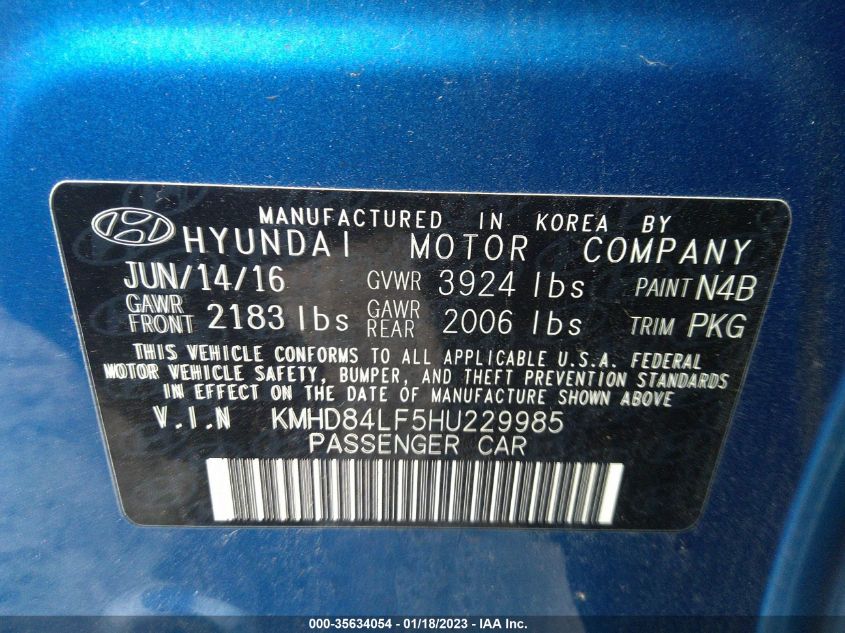 MANUFACTURED IN KOREA BY
HYUNDAI MOTOR COMPANY
JUN/14/16 GVWR 3924 lbs PAINT N4B
GAWR FRONT 2183 lbs GAWR REAR 2006 lbs TRIM PKG
THIS VEHICLE CONFORMS TO ALL APPLICABLE U.S.A. FEDERAL
MOTOR VEHICLE SAFETY, BUMPER, AND THEFT PREVENTION STANDARDS
IN EFFECT ON THE DATE OF MANUFACTURE SHOWN ABOVE
V.I.N KMHD84LF5HU229985
PASSENGER CAR
000-35634054 - 01/18/2023 - IAA Inc.